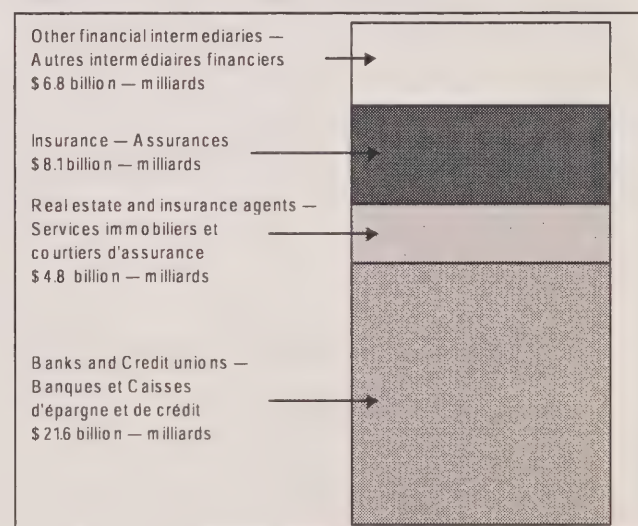 Other financial intermediaries —
Autres intermédiaires financiers
$6.8 billion — milliards
Insurance — Assurances
$8.1 billion — milliards
Real estate and insurance agents —
Services immobiliers et
courtiers d'assurance
$4.8 billion — milliards
Banks and Credit unions —
Banques et Caisses
d'épargne et de crédit
$21.6 billion — milliards